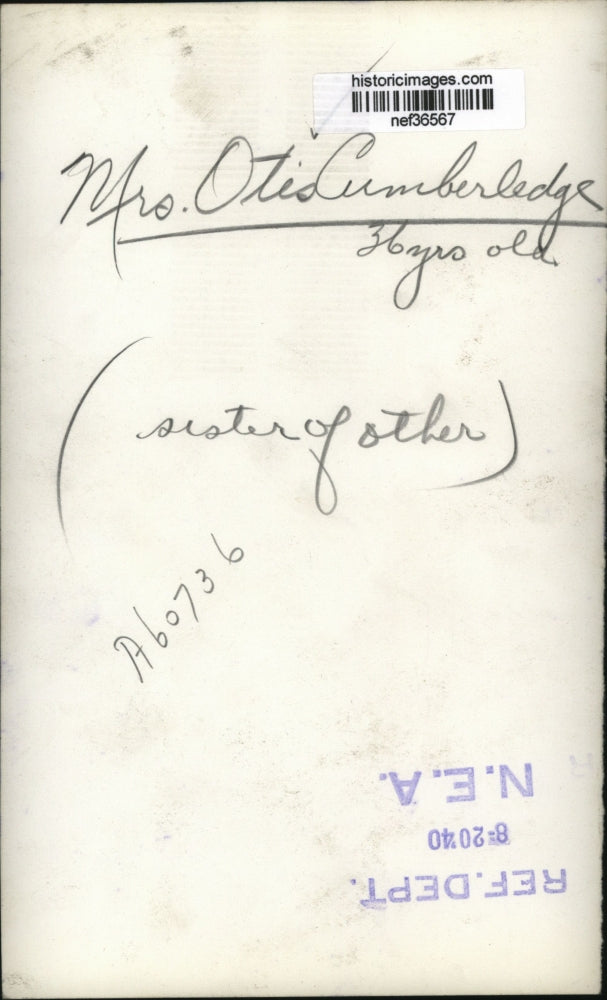 historicimages.com
nef36567
Mrs. Otis Cumberledge
36 yrs old
(sister of other)
A60736
REF. DEPT.
8-20 40
N.E.A.